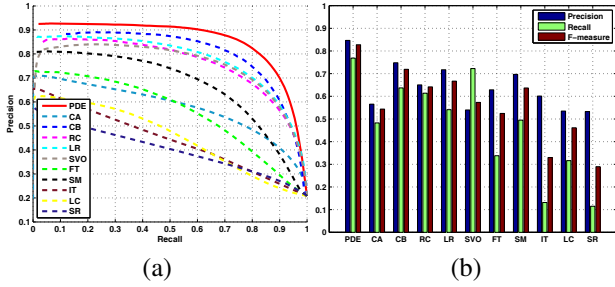 1
0.9
0.8
0.7
0.6
0.5
0.4
0.3
0.2
0.1
Precision
PDE
CA
CB
RC
LR
SVO
FT
SM
IT
LC
SR
0 0.1 0.2 0.3 0.4 0.5 0.6 0.7 0.8 0.9 1
Recall
(a)
1
0.9
0.8
0.7
0.6
0.5
0.4
0.3
0.2
0.1
0
Precision
Recall
F-measure
PDE CA CB RC LR SVO FT SM IT LC SR
(b)